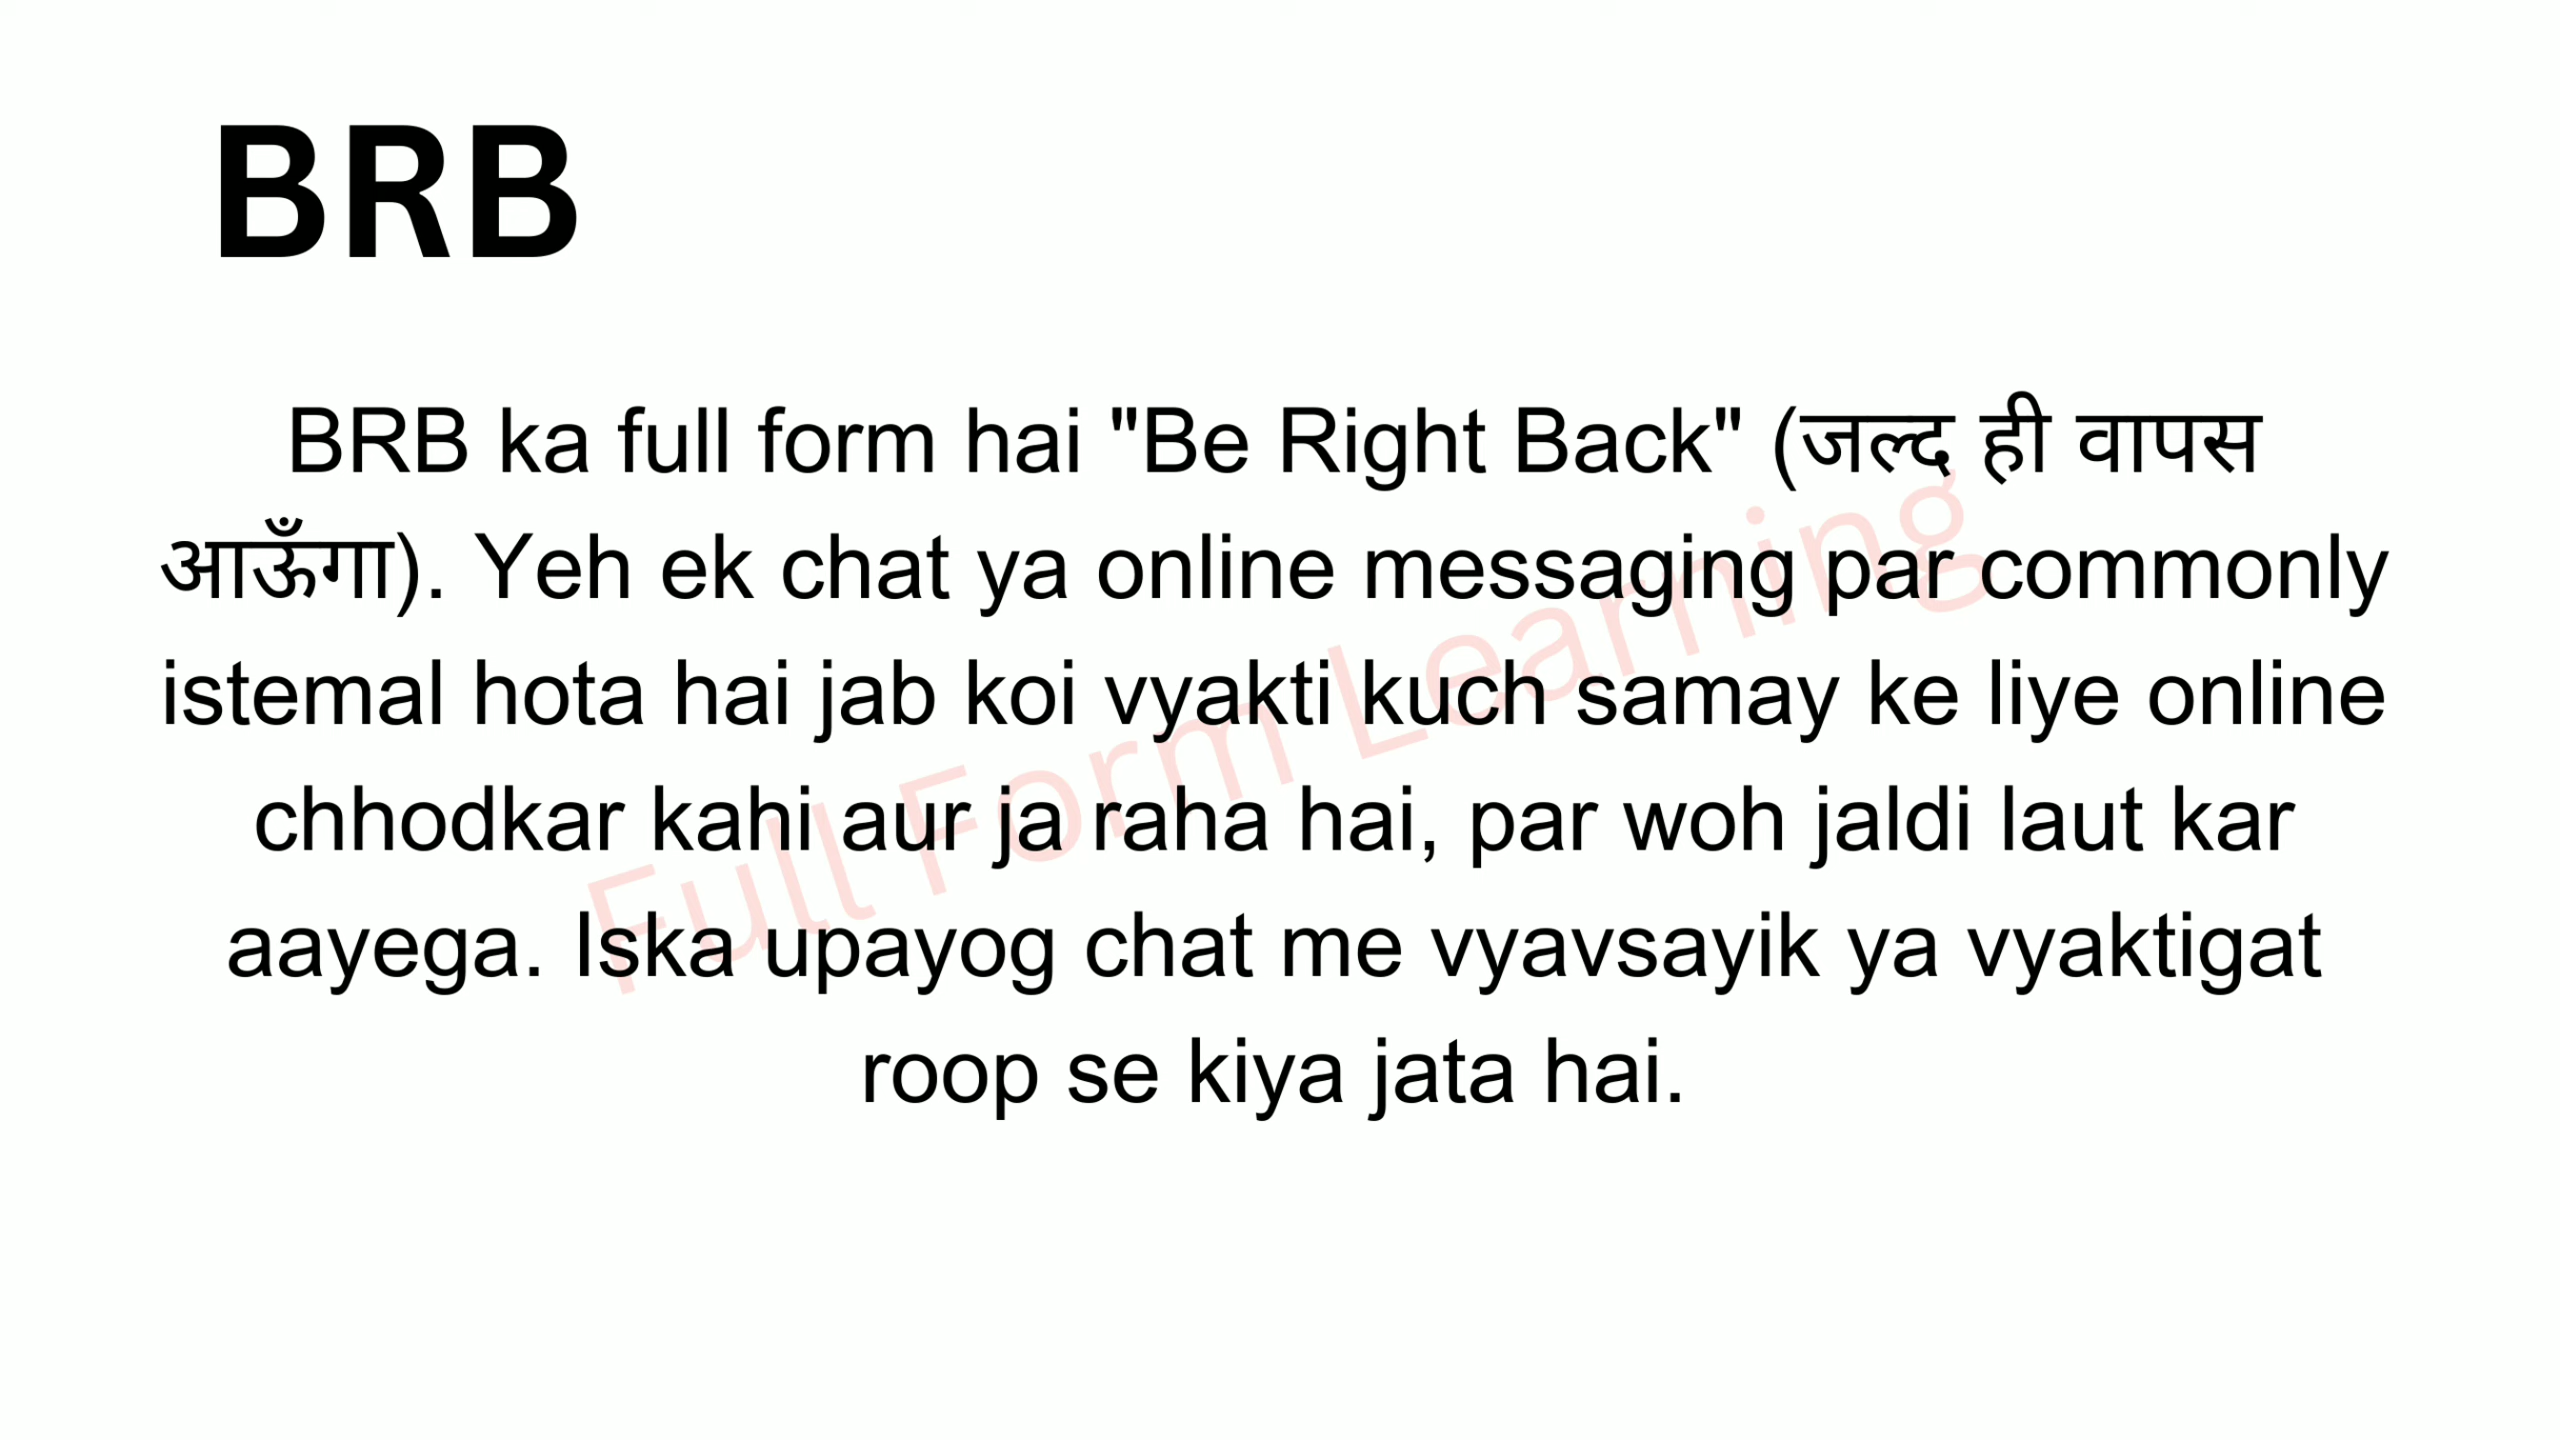 BRB
BRB ka full form hai "Be Right Back" (जल्द ही वापस
आऊँगा). Yeh ek chat ya online messaging par commonly
istemal hota hai jab koi vyakti kuch samay ke liye online
chhodkar kahi aur ja raha hai, par woh jaldi laut kar
aayega. Iska upayog chat me vyavsayik ya vyaktigat
roop se kiya jata hai.
Full Form Learning